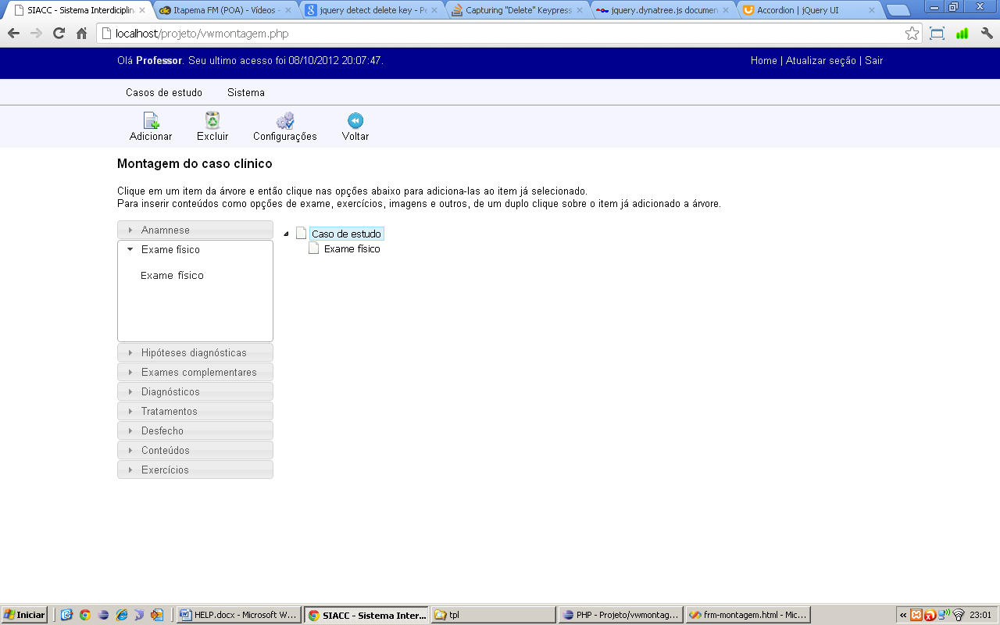 SIACC - Sistema Interdiciplin
Itapema FM (POA) - Vídeos -
jquery detect delete key - Pe
Capturing "Delete" Keypress
jquery.dynatree.js documen
Accordion | jQuery UI
localhost/projeto/vwmontagem.php
Olá Professor. Seu ultimo acesso foi 08/10/2012 20:07:47.
Home | Atualizar seção | Sair
Casos de estudo
Sistema
Adicionar
Excluir
Configurações
Voltar
Montagem do caso clínico
Clique em um item da árvore e então clique nas opções abaixo para adiciona-las ao item já selecionado.
Para inserir conteúdos como opções de exame, exercícios, imagens e outros, de um duplo clique sobre o item já adicionado a árvore.
Anamnese
Exame físico
Exame físico
Hipóteses diagnósticas
Exames complementares
Diagnósticos
Tratamentos
Desfecho
Conteúdos
Exercícios
Caso de estudo
Exame físico
Iniciar
HELP.docx - Microsoft W...
SIACC - Sistema Inter...
tpl
PHP - Projeto/vwmontag...
frm-montagem.html - Mic...
23:01